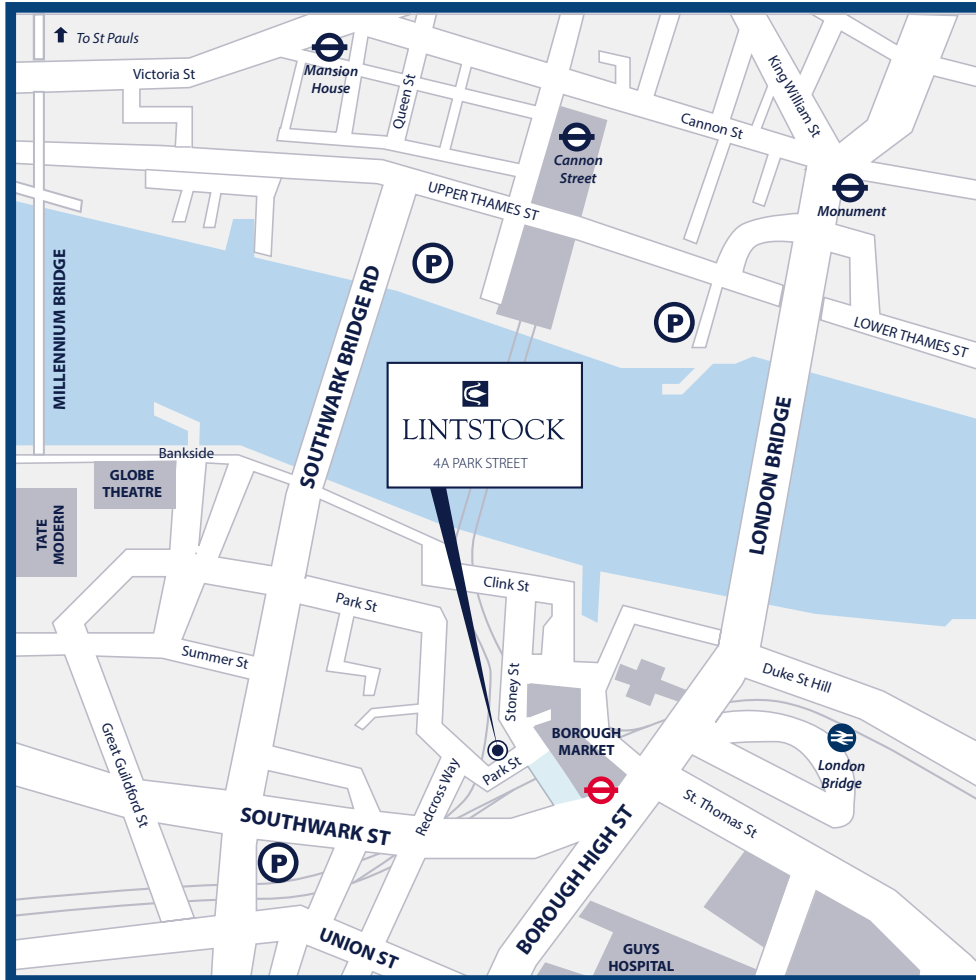 To St Pauls
Victoria St
Mansion
House
Queen St
King William St
Cannon St
Cannon
Street
Monument
UPPER THAMES ST
P
P
LOWER THAMES ST
MILLENNIUM BRIDGE
SOUTHWARK BRIDGE RD
LONDON BRIDGE
LINTSTOCK
4A PARK STREET
Bankside
GLOBE
THEATRE
TATE
MODERN
Clink St
Park St
Summer St
Stoney St
Duke St Hill
BOROUGH
MARKET
London
Bridge
Great Guildford St
Redcross Way
Park St
St. Thomas St
SOUTHWARK ST
P
BOROUGH HIGH ST
UNION ST
GUYS
HOSPITAL